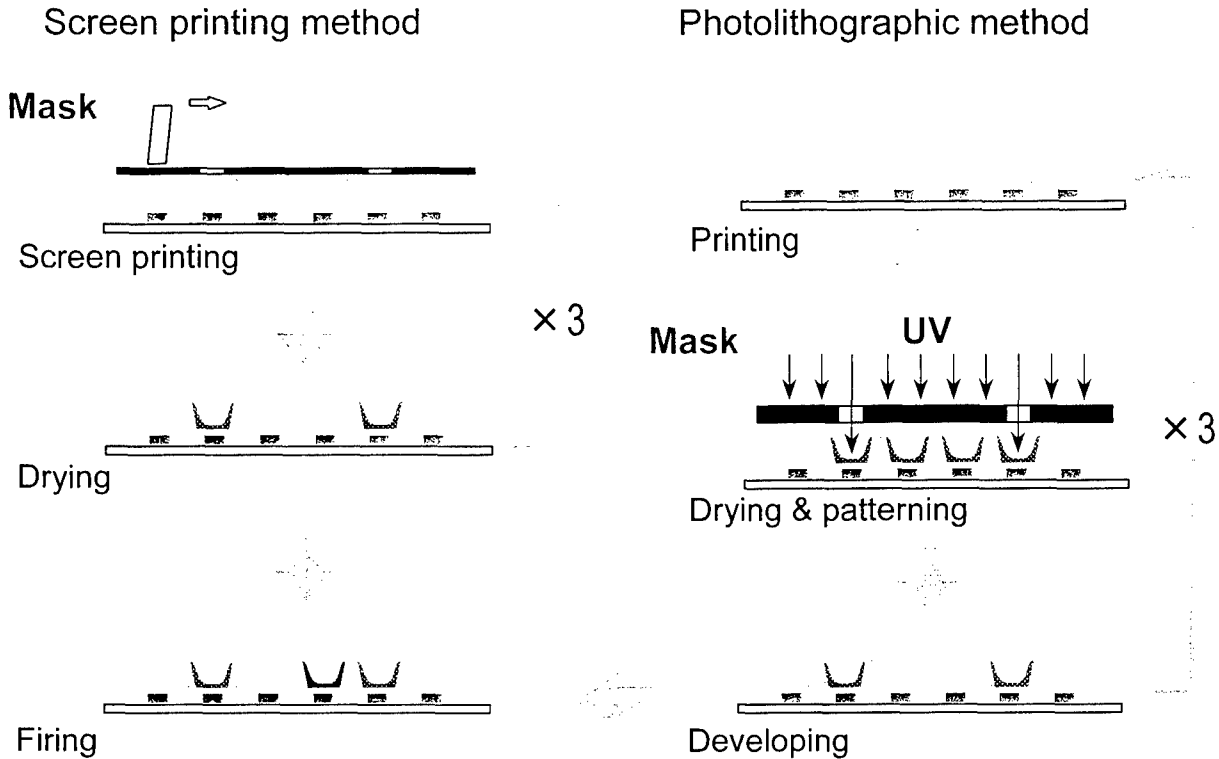 Screen printing method
Mask
Screen printing
× 3
Drying
Firing
Photolithographic method
Printing
Mask
UV
× 3
Drying & patterning
Developing